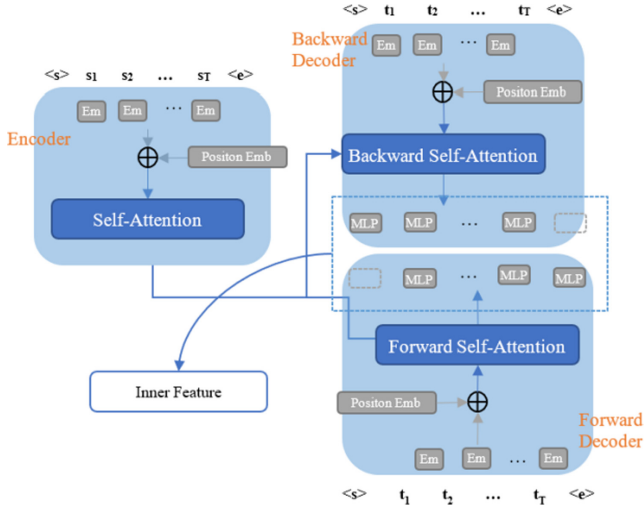 <s> s1 s2 ... sT <e>
Em Em ... Em
Encoder
Positon Emb
Self-Attention
<s> t1 t2 ... tT <e>
Backward
Decoder
Em Em ... Em
Positon Emb
Backward Self-Attention
MLP MLP ... MLP
MLP ... MLP MLP
Forward Self-Attention
Inner Feature
Positon Emb
Forward
Decoder
Em Em ... Em
<s> t1 t2 ... tT <e>